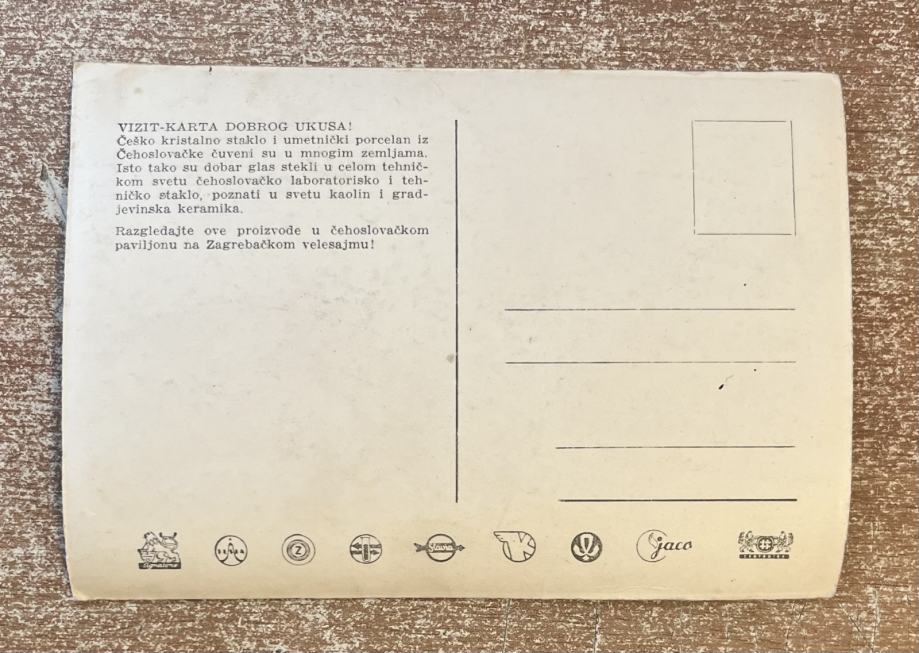 VIZIT-KARTA DOBROG UKUSA!
Češko kristalno staklo i umetnički porcelan iz
Čehoslovačke čuveni su u mnogim zemljama.
Isto tako su dobar glas stekli u celom tehnič-
kom svetu čehoslovačko laboratorisko i teh-
ničko staklo, poznati u svetu kaolin i grad-
jevinska keramika.
Razgledajte ove proizvode u čehoslovačkom
paviljonu na Zagrebačkom velesajmu!
Z
Jaco